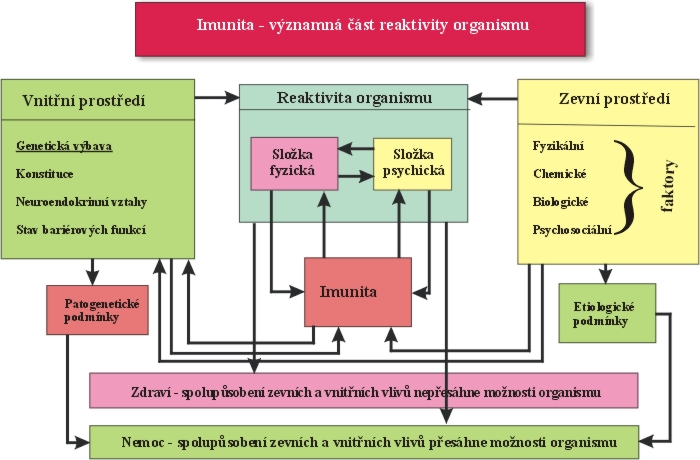 Imunita - významná část reaktivity organismu
Vnitřní prostředí
Genetická výbava
Konstituce
Neuroendokrinní vztahy
Stav bariérových funkcí
Reaktivita organismu
Složka
fyzická
Složka
psychická
Zevní prostředí
Fyzikální
Chemické
Biologické
Psychosociální
faktory
Imunita
Patogenetické
podmínky
Etiologické
podmínky
Zdraví - spolupůsobení zevních a vnitřních vlivů nepřesáhne možnosti organismu
Nemoc - spolupůsobení zevních a vnitřních vlivů přesáhne možnosti organismu